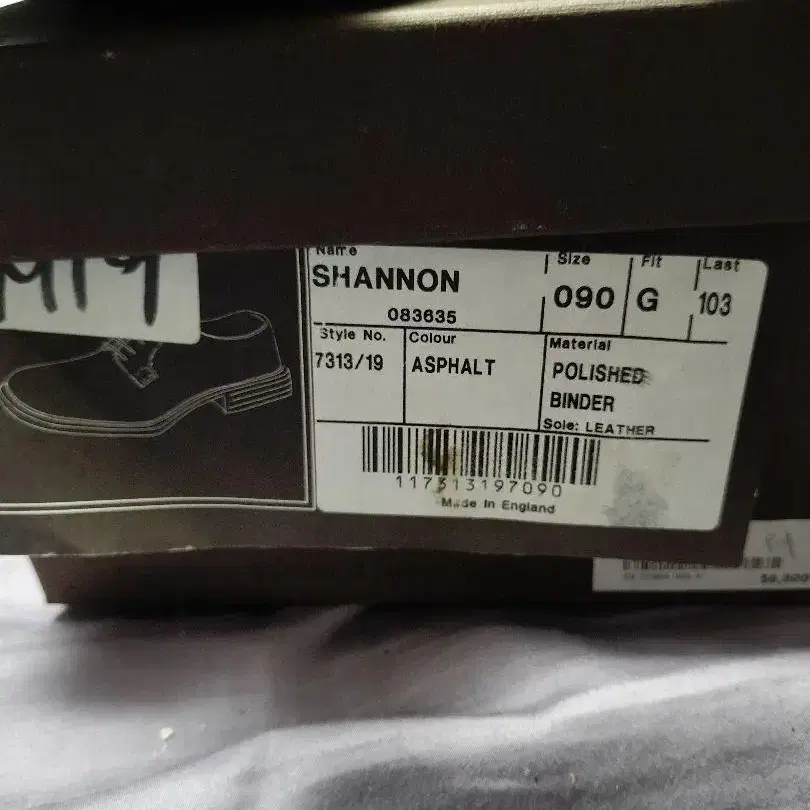 M19
Name
SHANNON
083635
Size
090
Fit
G
Last
103
Style No.
7313/19
Colour
ASPHALT
Material
POLISHED
BINDER
Sole: LEATHER
117313197090
Made In England